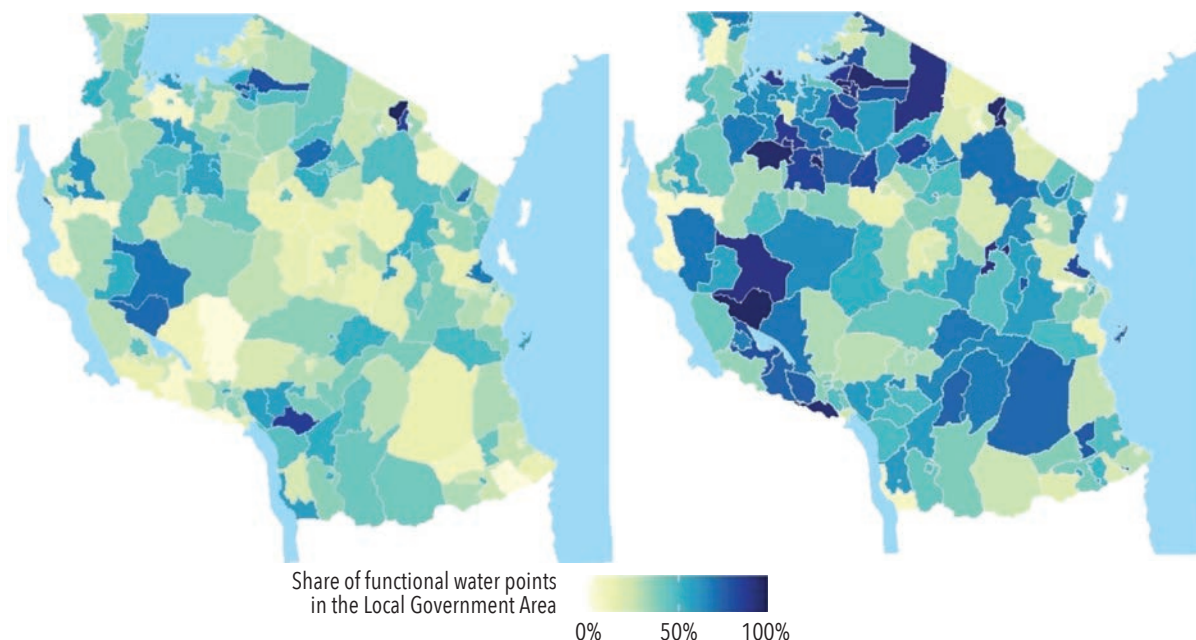 Share of functional water points
in the Local Government Area
0% 50% 100%